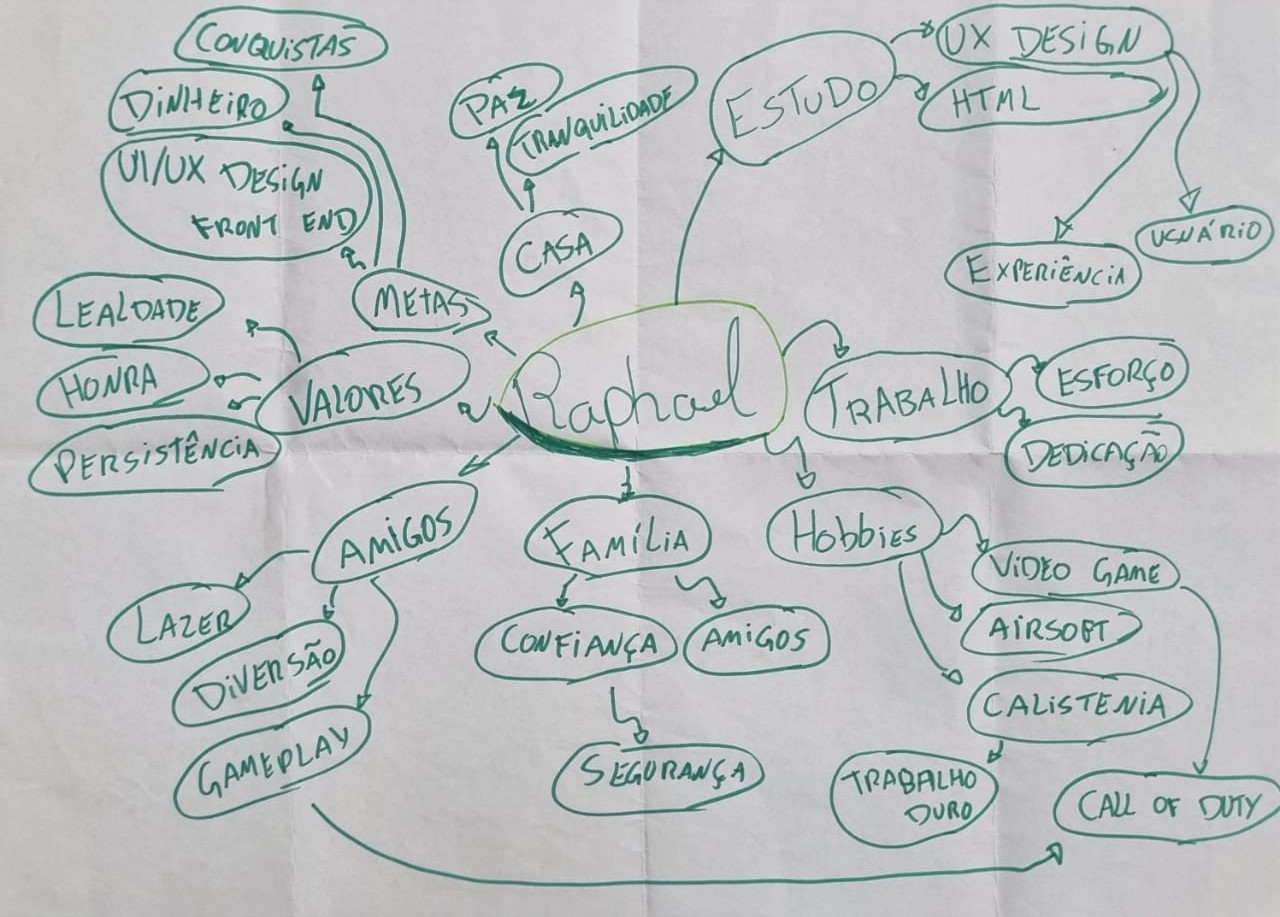 CONQUISTAS
DINHEIRO
UI/UX DESIGN
FRONT END
METAS
PAZ
TRANQUILIDADE
CASA
ESTUDO
UX DESIGN
HTML
EXPERIÊNCIA
USUÁRIO
LEALDADE
HONRA
PERSISTÊNCIA
VALORES
Raphael
TRABALHO
ESFORÇO
DEDICAÇÃO
AMIGOS
LAZER
DIVERSÃO
GAMEPLAY
FAMÍLIA
CONFIANÇA
AMIGOS
SEGURANÇA
Hobbies
VIDEO GAME
AIRSOFT
CALISTENIA
TRABALHO
DURO
CALL OF DUTY